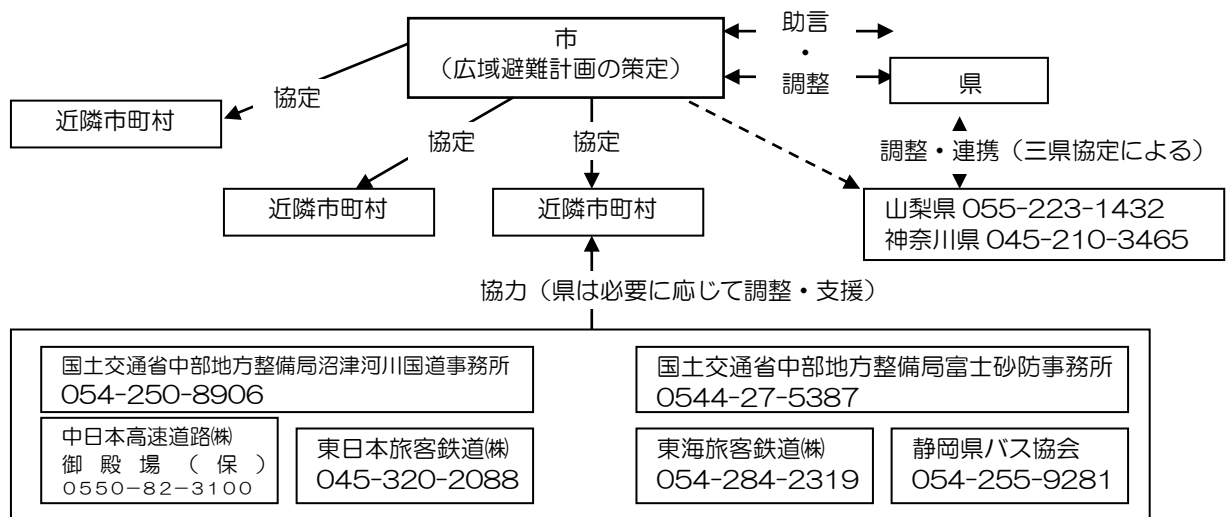 市
（広域避難計画の策定）
助言
・
調整
県
協定
近隣市町村
協定
協定
調整・連携（三県協定による）
近隣市町村
近隣市町村
山梨県 055-223-1432
神奈川県 045-210-3465
協力（県は必要に応じて調整・支援）
国土交通省中部地方整備局沼津河川国道事務所
054-250-8906
国土交通省中部地方整備局富士砂防事務所
0544-27-5387
中日本高速道路㈱
御殿場（保）
0550-82-3100
東日本旅客鉄道㈱
045-320-2088
東海旅客鉄道㈱
054-284-2319
静岡県バス協会
054-255-9281